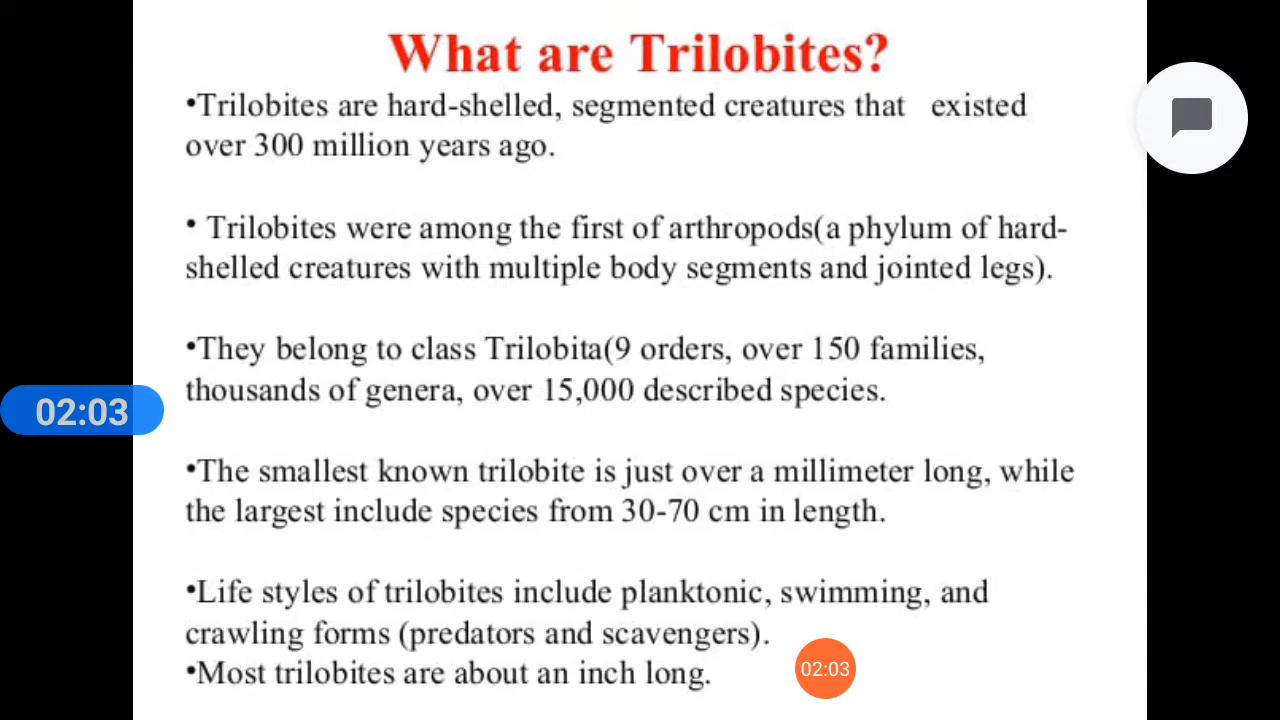 What are Trilobites?
•Trilobites are hard-shelled, segmented creatures that existed
over 300 million years ago.
• Trilobites were among the first of arthropods(a phylum of hard-
shelled creatures with multiple body segments and jointed legs).
•They belong to class Trilobita(9 orders, over 150 families,
thousands of genera, over 15,000 described species.
02:03
•The smallest known trilobite is just over a millimeter long, while
the largest include species from 30-70 cm in length.
•Life styles of trilobites include planktonic, swimming, and
crawling forms (predators and scavengers).
•Most trilobites are about an inch long.
02:03